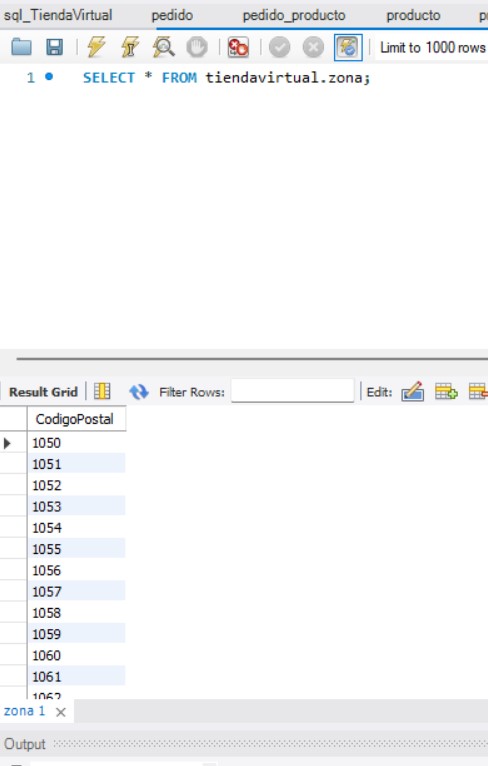 sql_TiendaVirtual pedido pedido_producto producto
Limit to 1000 rows
1 SELECT * FROM tiendavirtual.zona;
Result Grid Filter Rows: Edit:
CodigoPostal
1050
1051
1052
1053
1054
1055
1056
1057
1058
1059
1060
1061
1062
zona 1
Output